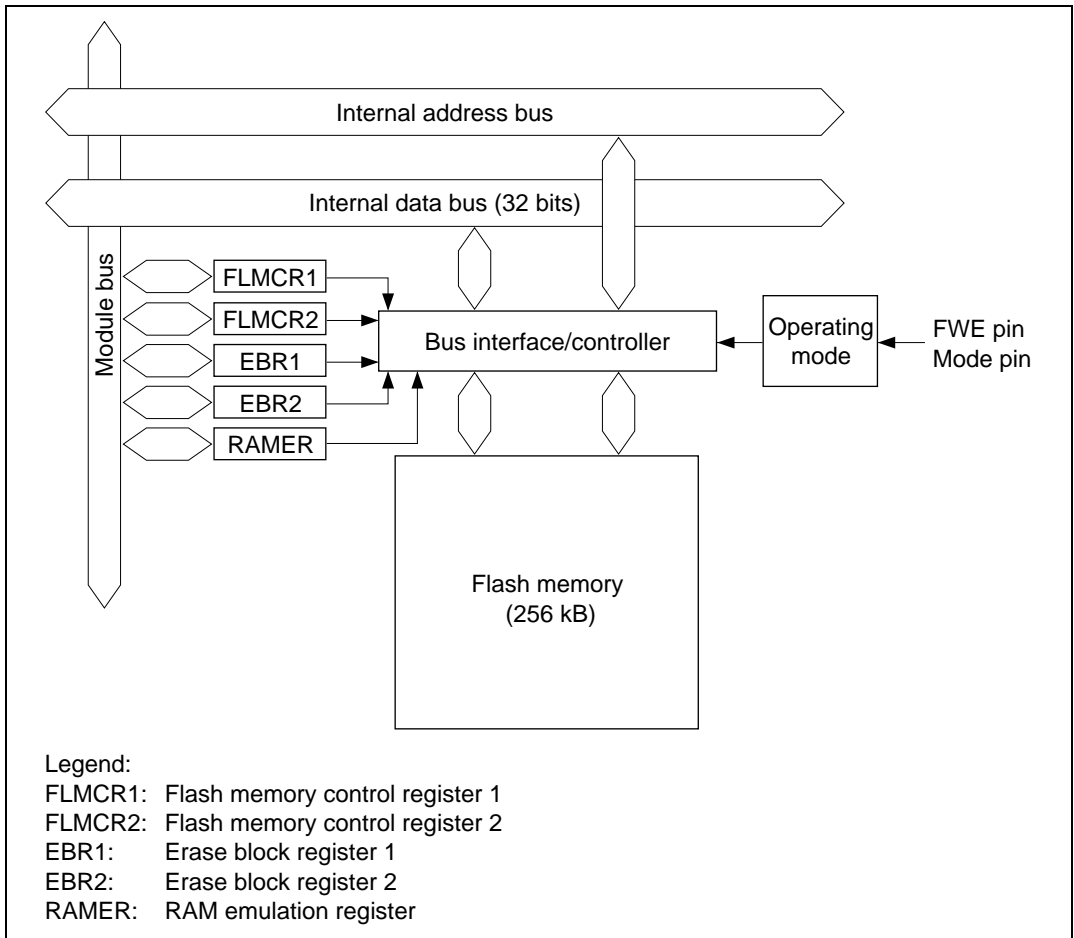 Internal address bus
Internal data bus (32 bits)
Module bus
FLMCR1
FLMCR2
EBR1
EBR2
RAMER
Bus interface/controller
Operating
mode
FWE pin
Mode pin
Flash memory
(256 kB)
Legend:
FLMCR1: Flash memory control register 1
FLMCR2: Flash memory control register 2
EBR1: Erase block register 1
EBR2: Erase block register 2
RAMER: RAM emulation register